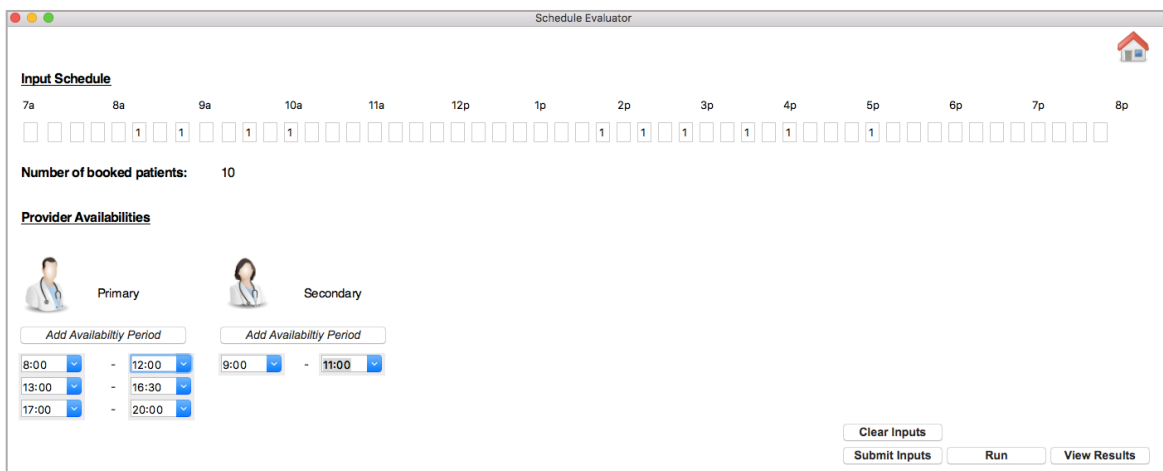 Schedule Evaluator
Input Schedule
7a 8a 9a 10a 11a 12p 1p 2p 3p 4p 5p 6p 7p 8p
1 1 1 1 1 1 1 1 1 1
Number of booked patients: 10
Provider Availabilities
Primary Secondary
Add Availabiltiy Period Add Availabiltiy Period
8:00 - 12:00 9:00 - 11:00
13:00 - 16:30
17:00 - 20:00
Clear Inputs
Submit Inputs Run View Results